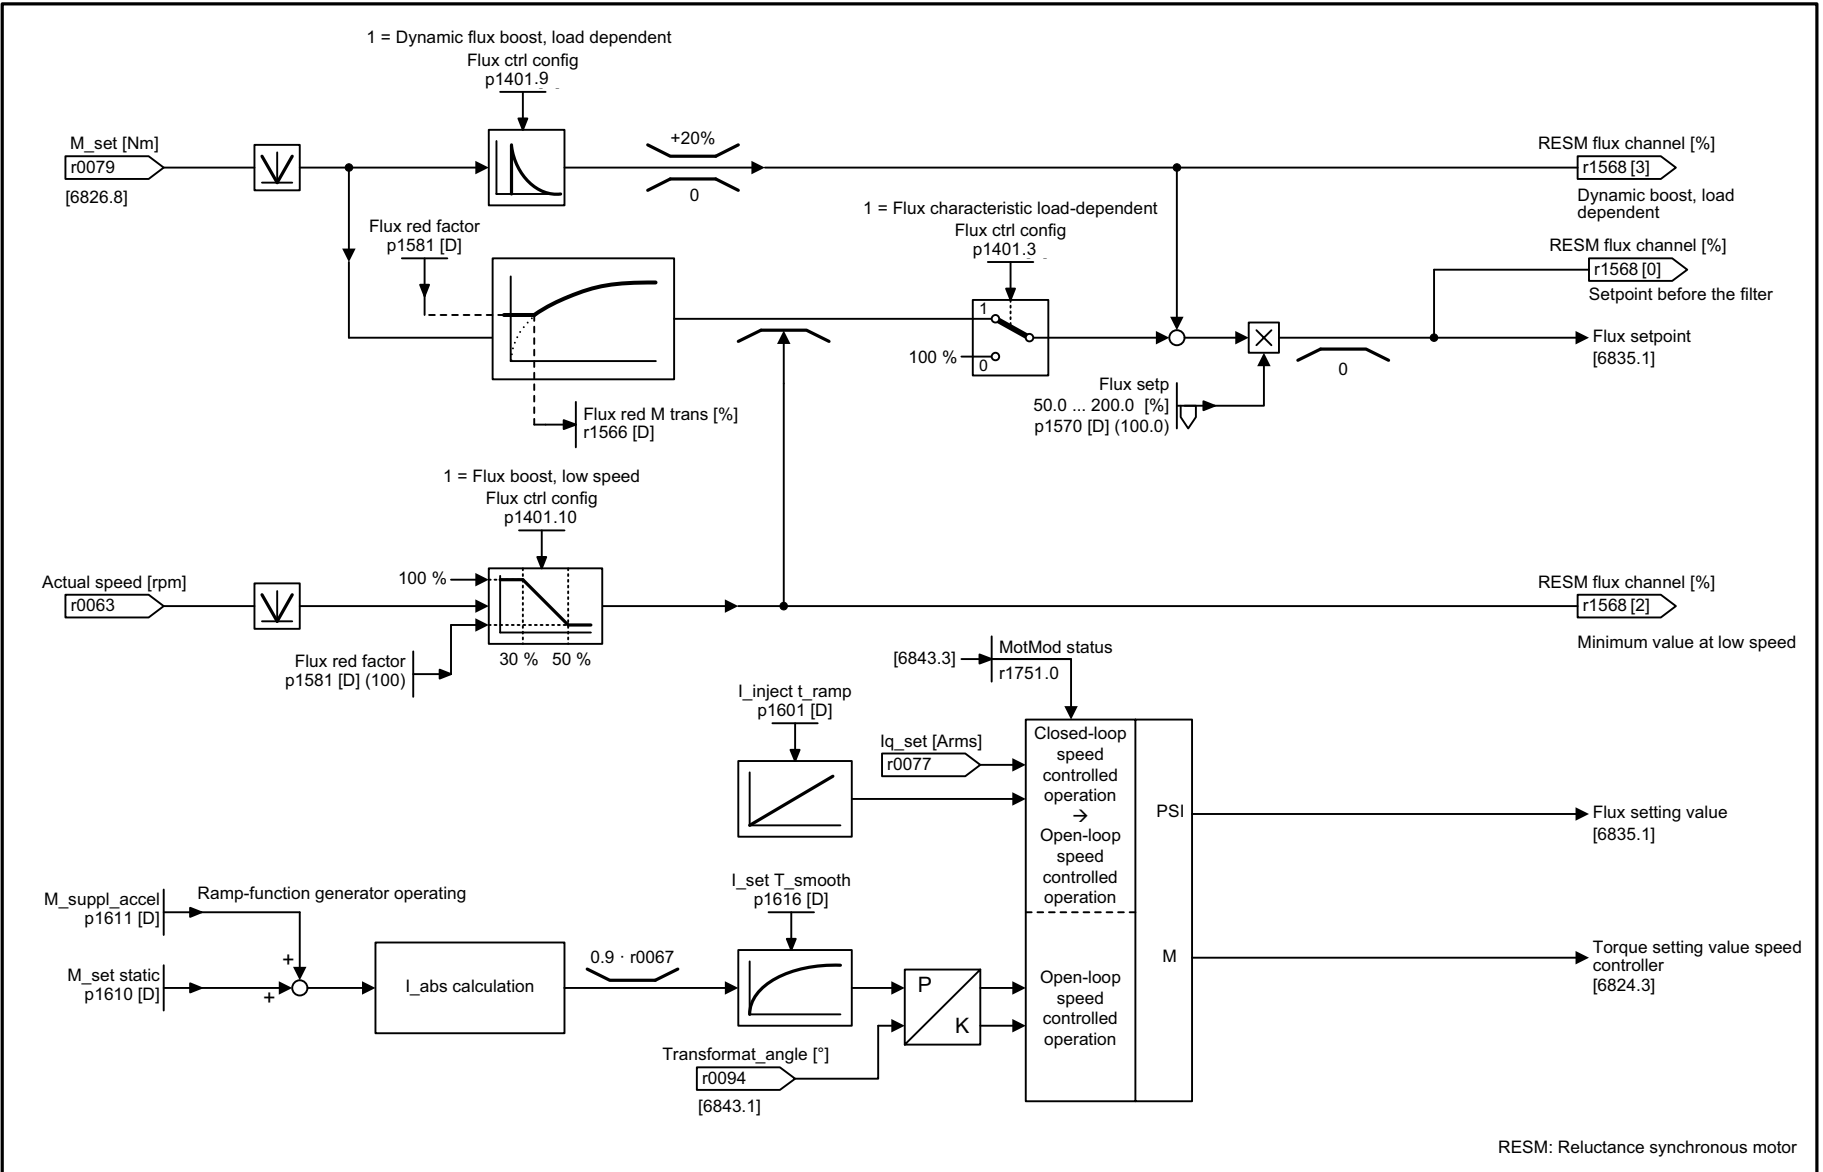 1 = Dynamic flux boost, load dependent
Flux ctrl config
p1401.9
M_set [Nm]
r0079
[6826.8]
+20%
0
RESM flux channel [%]
r1568 [3]
Dynamic boost, load
dependent
Flux red factor
p1581 [D]
1 = Flux characteristic load-dependent
Flux ctrl config
p1401.3
RESM flux channel [%]
r1568 [0]
Setpoint before the filter
1
100 %
0
0
Flux setpoint
[6835.1]
Flux setp
50.0 ... 200.0 [%]
p1570 [D] (100.0)
Flux red M trans [%]
r1566 [D]
1 = Flux boost, low speed
Flux ctrl config
p1401.10
Actual speed [rpm]
r0063
100 %
Flux red factor
p1581 [D] (100)
30 % 50 %
RESM flux channel [%]
r1568 [2]
Minimum value at low speed
[6843.3]
MotMod status
r1751.0
I_inject t_ramp
p1601 [D]
Iq_set [Arms]
r0077
Closed-loop
speed
controlled
operation
→
Open-loop
speed
controlled
operation
PSI
Flux setting value
[6835.1]
M_suppl_accel
p1611 [D]
Ramp-function generator operating
M_set static
p1610 [D]
+
+
I_abs calculation
0.9 · r0067
I_set T_smooth
p1616 [D]
P
K
Transformat_angle [°]
r0094
[6843.1]
Open-loop
speed
controlled
operation
M
Torque setting value speed
controller
[6824.3]
RESM: Reluctance synchronous motor